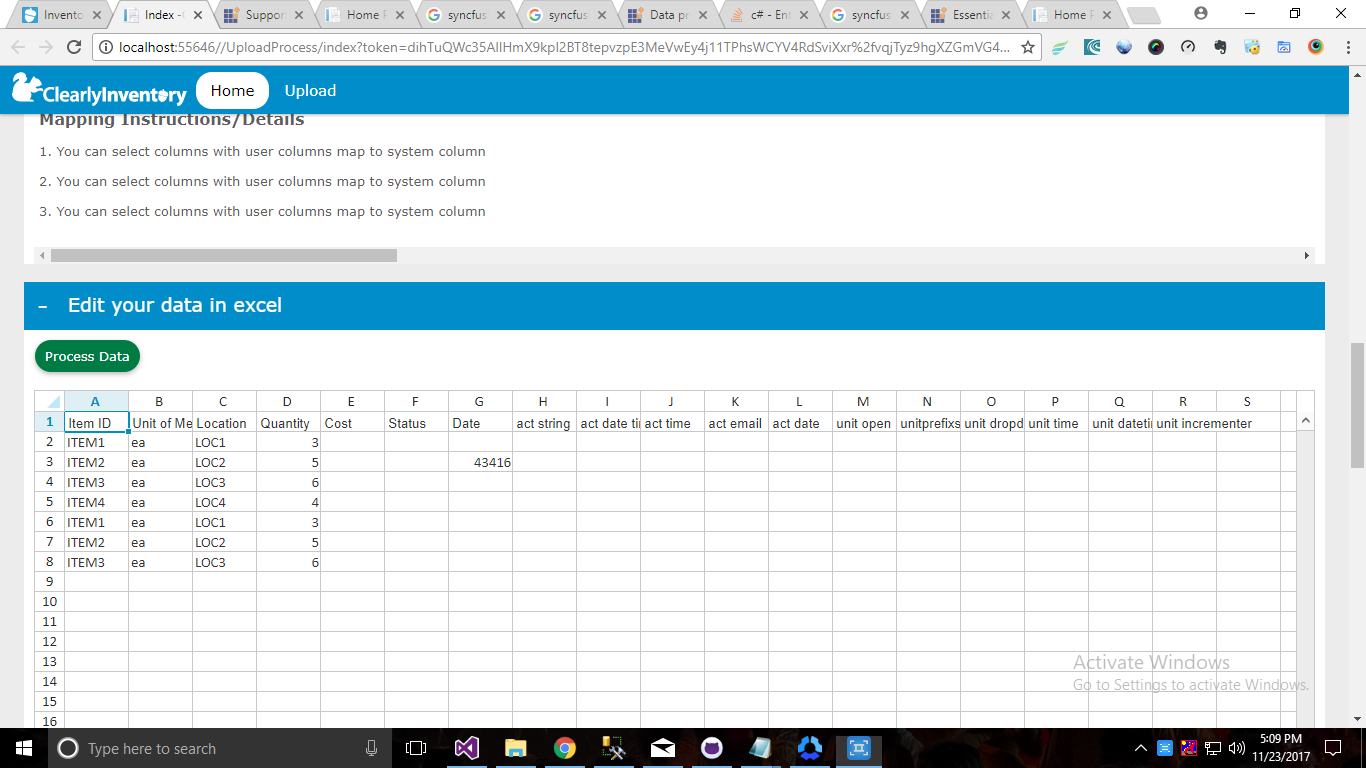 Invento
Index -
Suppor
Home
syncfus
syncfus
Data pr
c# - Ent
syncfus
Essentia
Home
localhost:55646//UploadProcess/index?token=
ClearlyInventory
Home
Upload
Mapping Instructions/Details
1. You can select columns with user columns map to system column
2. You can select columns with user columns map to system column
3. You can select columns with user columns map to system column
- Edit your data in excel
Process Data
A B C D E F G H I J K L M N O P Q R S
1 Item ID Unit of Me Location Quantity Cost Status Date act string act date ti act time act email act date unit open unitprefixs unit dropd unit time unit dateti unit incrementer
2 ITEM1 ea LOC1 3
3 ITEM2 ea LOC2 5 43416
4 ITEM3 ea LOC3 6
5 ITEM4 ea LOC4 4
6 ITEM1 ea LOC1 3
7 ITEM2 ea LOC2 5
8 ITEM3 ea LOC3 6
9
10
11
12
13
14
15
16
Activate Windows
Go to Settings to activate Windows.
Type here to search
5:09 PM
11/23/2017